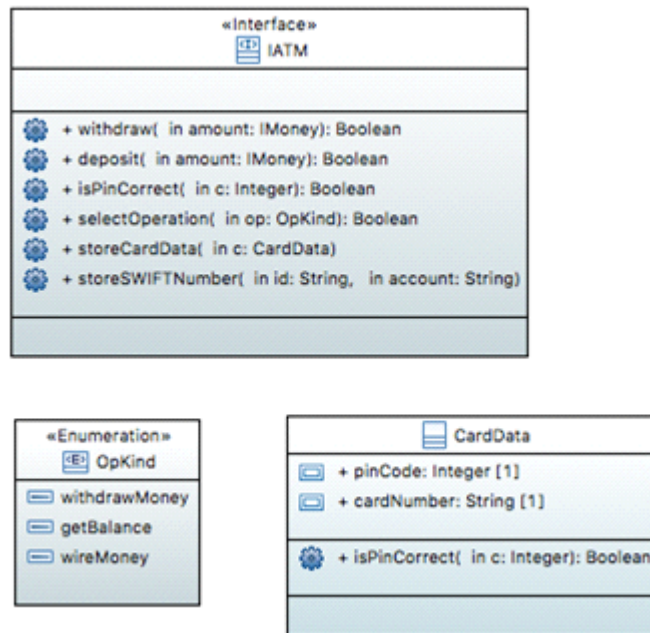 «Interface»
IATM
+ withdraw( in amount: IMoney): Boolean
+ deposit( in amount: IMoney): Boolean
+ isPinCorrect( in c: Integer): Boolean
+ selectOperation( in op: OpKind): Boolean
+ storeCardData( in c: CardData)
+ storeSWIFTNumber( in id: String, in account: String)
«Enumeration»
OpKind
withdrawMoney
getBalance
wireMoney
CardData
+ pinCode: Integer [1]
+ cardNumber: String [1]
+ isPinCorrect( in c: Integer): Boolean